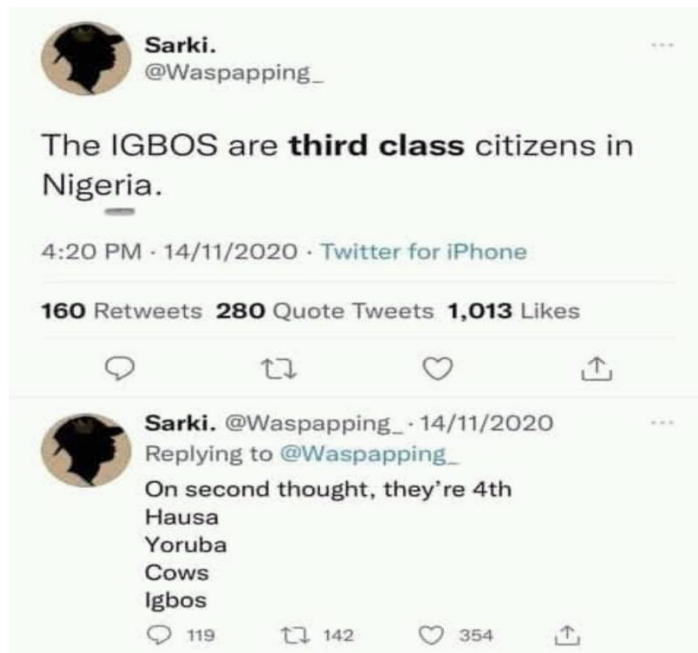 Sarki.
@Waspapping_
The IGBOS are third class citizens in
Nigeria.
4:20 PM · 14/11/2020 · Twitter for iPhone
160 Retweets 280 Quote Tweets 1,013 Likes
Sarki. @Waspapping_ · 14/11/2020
Replying to @Waspapping_
On second thought, they're 4th
Hausa
Yoruba
Cows
Igbos
119 142 354